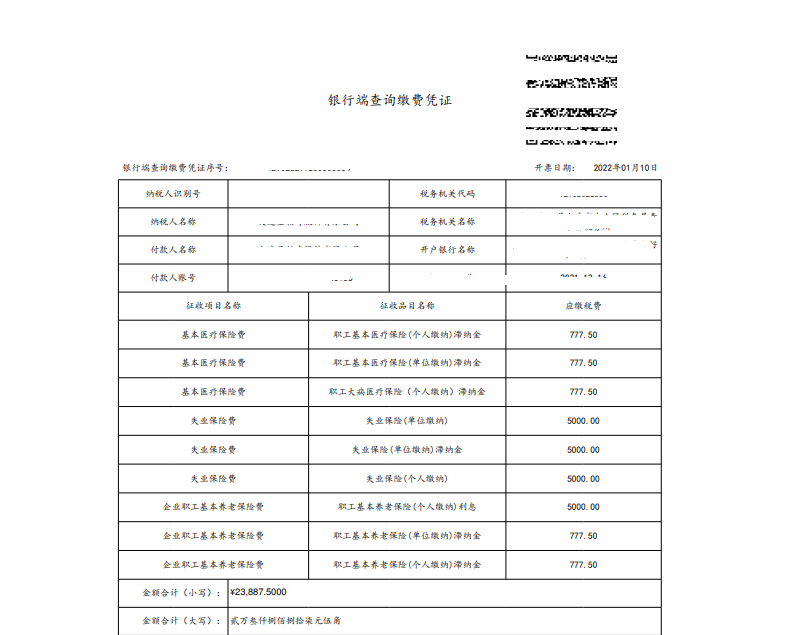 银行端查询缴费凭证
银行端查询缴费凭证序号：
开票日期： 2022年01月10日
纳税人识别号 税务机关代码
纳税人名称 税务机关名称
付款人名称 开户银行名称
付款人账号
征收项目名称 征收品目名称 应缴税费
基本医疗保险费 职工基本医疗保险(个人缴纳)滞纳金 777.50
基本医疗保险费 职工基本医疗保险(单位缴纳)滞纳金 777.50
基本医疗保险费 职工大病医疗保险（个人缴纳）滞纳金 777.50
失业保险费 失业保险(单位缴纳) 5000.00
失业保险费 失业保险(单位缴纳)滞纳金 5000.00
失业保险费 失业保险(个人缴纳) 5000.00
企业职工基本养老保险费 职工基本养老保险(个人缴纳)利息 5000.00
企业职工基本养老保险费 职工基本养老保险(单位缴纳)滞纳金 777.50
企业职工基本养老保险费 职工基本养老保险(个人缴纳)滞纳金 777.50
金额合计（小写）： ¥23,887.5000
金额合计（大写）： 贰万叁仟捌佰捌拾柒元伍角